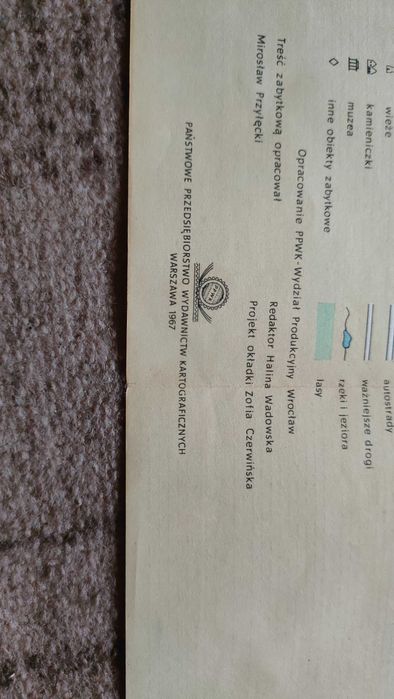 wieże
kamieniczki
muzea
inne obiekty zabytkowe
autostrady
ważniejsze drogi
rzeki i jeziora
lasy
Opracowanie PPWK-Wydział Produkcyjny Wrocław
Treść zabytkową opracował
Mirosław Przyłęcki
Redaktor Halina Wadowska
Projekt okładki Zofia Czerwińska
PPWK
PAŃSTWOWE PRZEDSIĘBIORSTWO WYDAWNICTW KARTOGRAFICZNYCH
WARSZAWA 1967